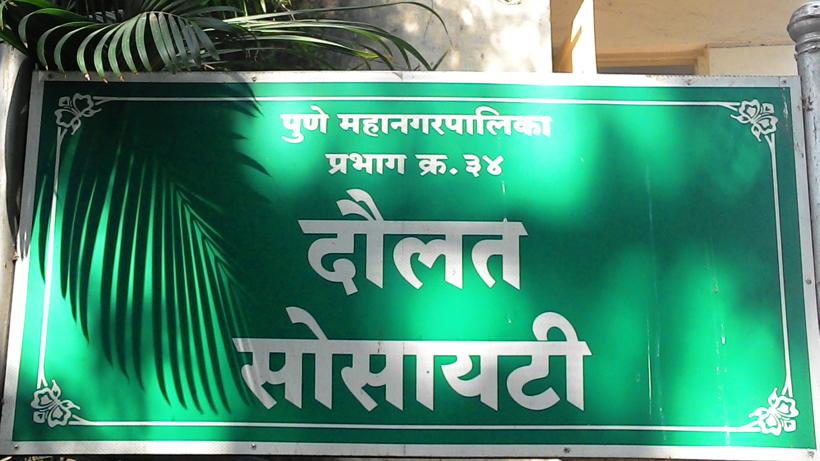 पुणे महानगरपालिका
प्रभाग क्र. ३४
दौलत
सोसायटी